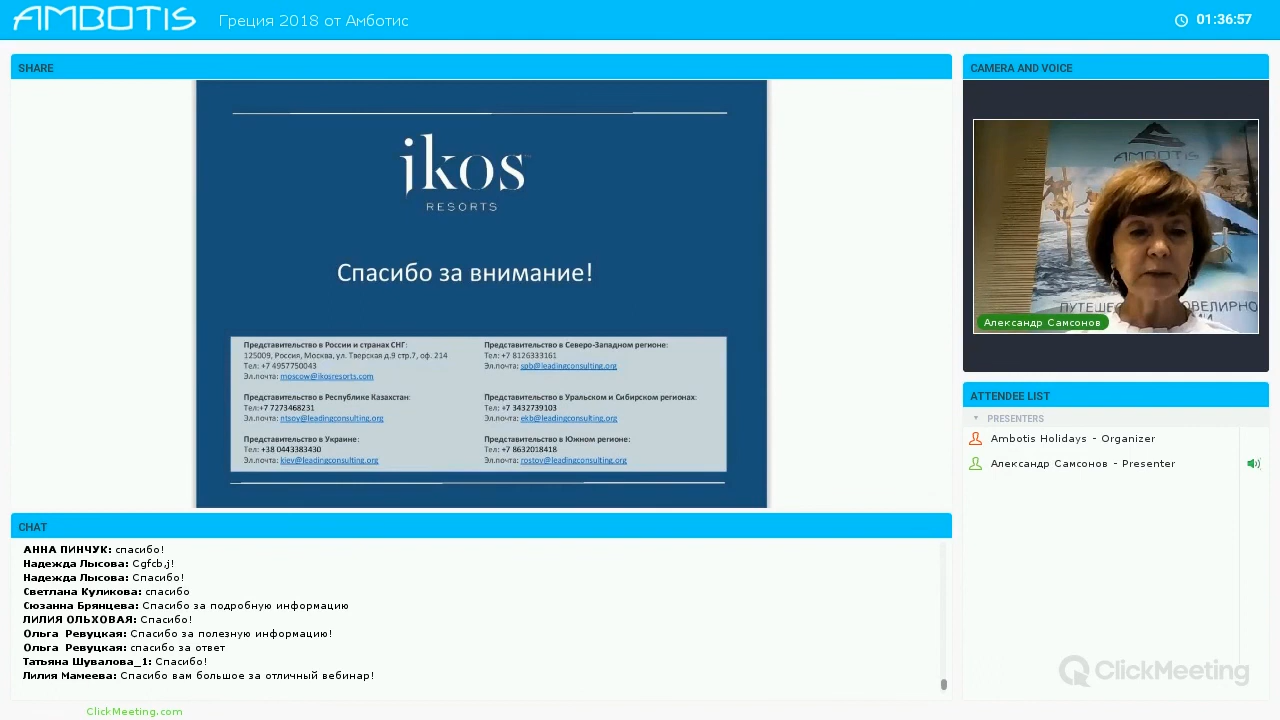 AMBOTIS
Греция 2018 от Амботис
01:36:57
SHARE
ikos
RESORTS
Спасибо за внимание!
Представительство в России и странах СНГ:
125009, Россия, Москва, ул. Тверская д.9 стр.7, оф. 214
Тел: +7 4957750043
Эл.почта: moscow@ikosresorts.com
Представительство в Республике Казахстан:
Тел:+7 7273468231
Эл.почта: ntsoy@leadingconsulting.org
Представительство в Украине:
Тел: +38 0443383430
Эл.почта: kiev@leadingconsulting.org
Представительство в Северо-Западном регионе:
Тел: +7 8126333161
Эл.почта: spb@leadingconsulting.org
Представительство в Уральском и Сибирском регионах:
Тел: +7 3432739103
Эл.почта: ekb@leadingconsulting.org
Представительство в Южном регионе:
Тел: +7 8632018418
Эл.почта: rostov@leadingconsulting.org
CHAT
АННА ПИНЧУК: спасибо!
Надежда Лысова: Cgfcb,j!
Надежда Лысова: Спасибо!
Светлана Куликова: спасибо
Сюзанна Брянцева: Спасибо за подробную информацию
ЛИЛИЯ ОЛЬХОВАЯ: Спасибо!
Ольга Ревуцкая: Спасибо за полезную информацию!
Ольга Ревуцкая: спасибо за ответ
Татьяна Шувалова_1: Спасибо!
Лилия Мамеева: Спасибо вам большое за отличный вебинар!
ClickMeeting.com
CAMERA AND VOICE
AMBOTIS
Александр Самсонов
ATTENDEE LIST
PRESENTERS
Ambotis Holidays - Organizer
Александр Самсонов - Presenter
ClickMeeting